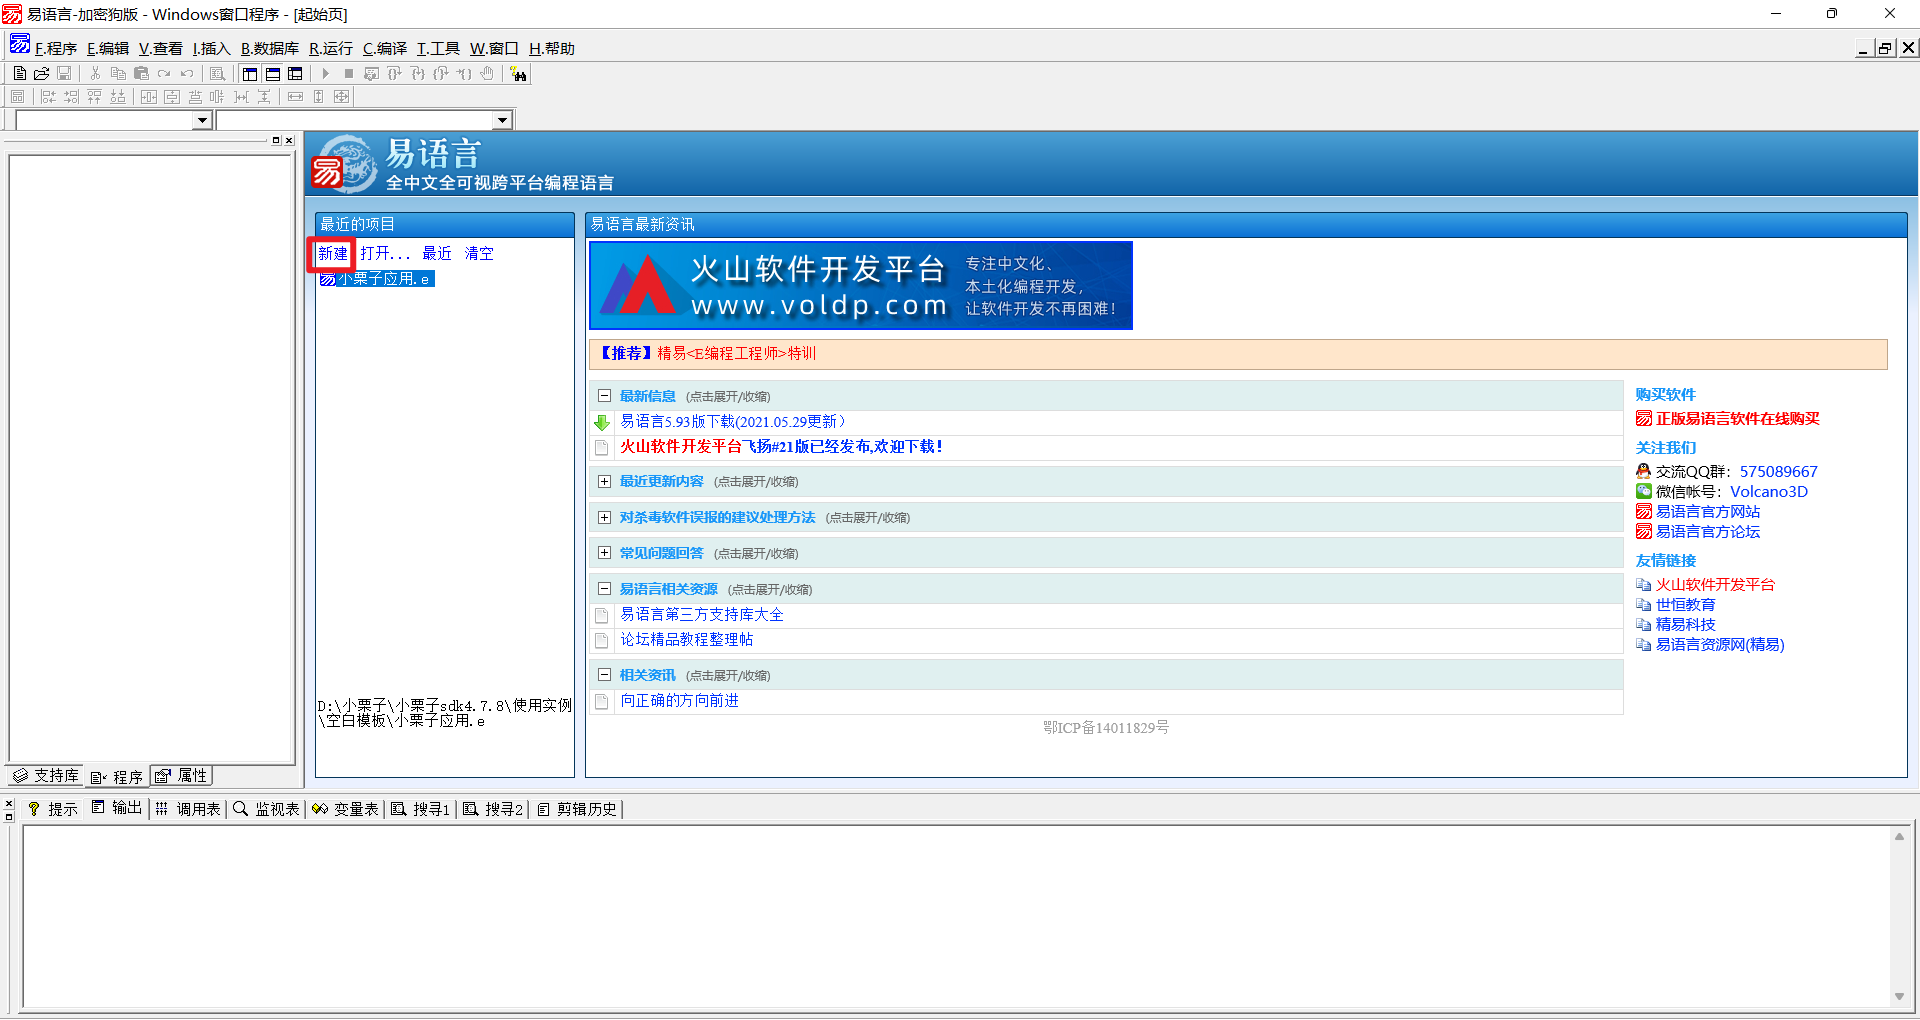 易语言-加密狗版 - Windows窗口程序 - [起始页]
F.程序 E.编辑 V.查看 I.插入 B.数据库 R.运行 C.编译 T.工具 W.窗口 H.帮助
易语言
全中文全可视跨平台编程语言
最近的项目
新建 打开... 最近 清空
小栗子应用.e
D:\小栗子\小栗子sdk4.7.8\使用实例
\空白模板\小栗子应用.e
易语言最新资讯
火山软件开发平台
www.voldp.com
专注中文化、
本土化编程开发，
让软件开发不再困难！
【推荐】精易<E编程工程师>特训
最新信息 (点击展开/收缩)
易语言5.93版下载(2021.05.29更新）
火山软件开发平台飞扬#21版已经发布,欢迎下载！
最近更新内容 (点击展开/收缩)
对杀毒软件误报的建议处理方法 (点击展开/收缩)
常见问题回答 (点击展开/收缩)
易语言相关资源 (点击展开/收缩)
易语言第三方支持库大全
论坛精品教程整理帖
相关资讯 (点击展开/收缩)
向正确的方向前进
鄂ICP备14011829号
购买软件
正版易语言软件在线购买
关注我们
交流QQ群：575089667
微信帐号：Volcano3D
易语言官方网站
易语言官方论坛
友情链接
火山软件开发平台
世恒教育
精易科技
易语言资源网(精易)
支持库 程序 属性
提示 输出 调用表 监视表 变量表 搜寻1 搜寻2 剪辑历史